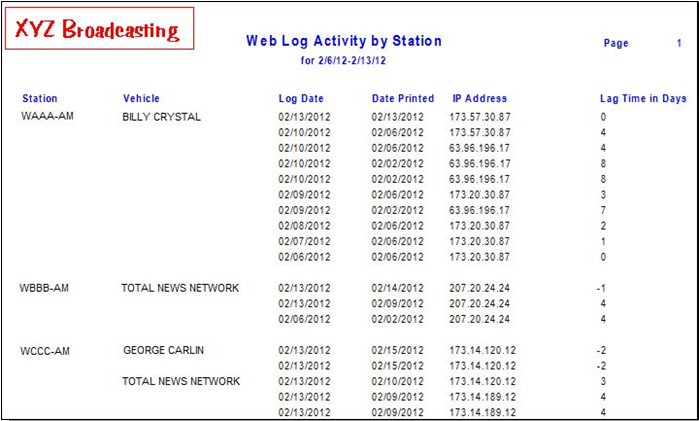 XYZ Broadcasting
Web Log Activity by Station
Page 1
for 2/6/12-2/13/12
Station Vehicle Log Date Date Printed IP Address Lag Time in Days
WAAA-AM BILLY CRYSTAL 02/13/2012 02/13/2012 173.57.30.87 0
02/10/2012 02/06/2012 173.57.30.87 4
02/10/2012 02/06/2012 63.96.196.17 4
02/10/2012 02/02/2012 63.96.196.17 8
02/10/2012 02/02/2012 63.96.196.17 8
02/09/2012 02/06/2012 173.20.30.87 3
02/09/2012 02/02/2012 63.96.196.17 7
02/08/2012 02/06/2012 173.20.30.87 2
02/07/2012 02/06/2012 173.20.30.87 1
02/06/2012 02/06/2012 173.20.30.87 0
WBBB-AM TOTAL NEWS NETWORK 02/13/2012 02/14/2012 207.20.24.24 -1
02/13/2012 02/09/2012 207.20.24.24 4
02/06/2012 02/02/2012 207.20.24.24 4
WCCC-AM GEORGE CARLIN 02/13/2012 02/15/2012 173.14.120.12 -2
02/13/2012 02/15/2012 173.14.120.12 -2
TOTAL NEWS NETWORK 02/13/2012 02/10/2012 173.14.120.12 3
02/13/2012 02/09/2012 173.14.189.12 4
02/13/2012 02/09/2012 173.14.189.12 4